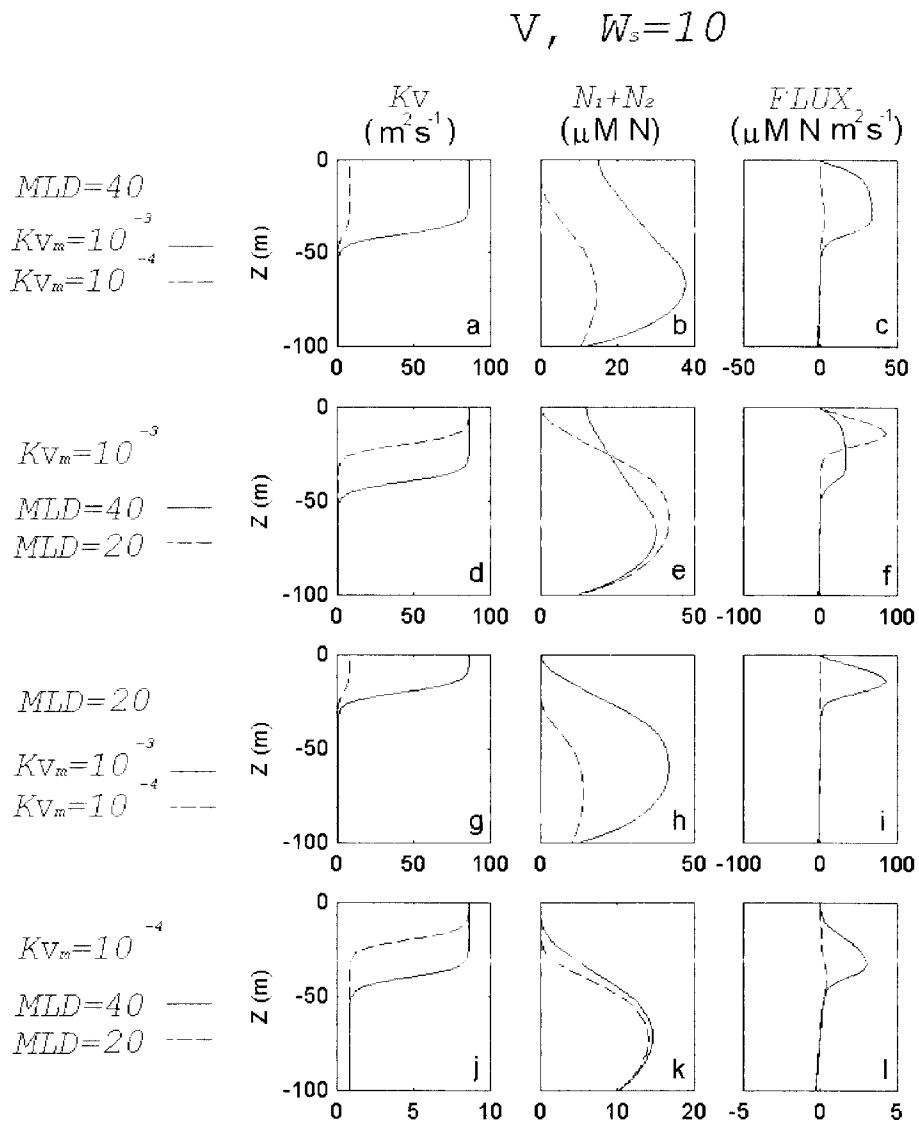 V, Ws=10
Kv N₁+N₂ FLUX
(m²s⁻¹) (μM N) (μM N m²s⁻¹)
MLD=40
Kvₘ=10⁻³
Kvₘ=10⁻⁴
Z (m)
0
-50
-100
a
b
c
0 50 100
20 40
-50 0 50
Kvₘ=10⁻³
MLD=40
MLD=20
Z (m)
0
-50
-100
d
e
f
0 50 100
0 50
-100 0 100
MLD=20
Kvₘ=10⁻³
Kvₘ=10⁻⁴
Z (m)
0
-50
-100
g
h
i
0 50 100
0 50
-100 0 100
Kvₘ=10⁻⁴
MLD=40
MLD=20
Z (m)
0
-50
-100
j
k
l
0 5 10
0 10 20
-5 0 5